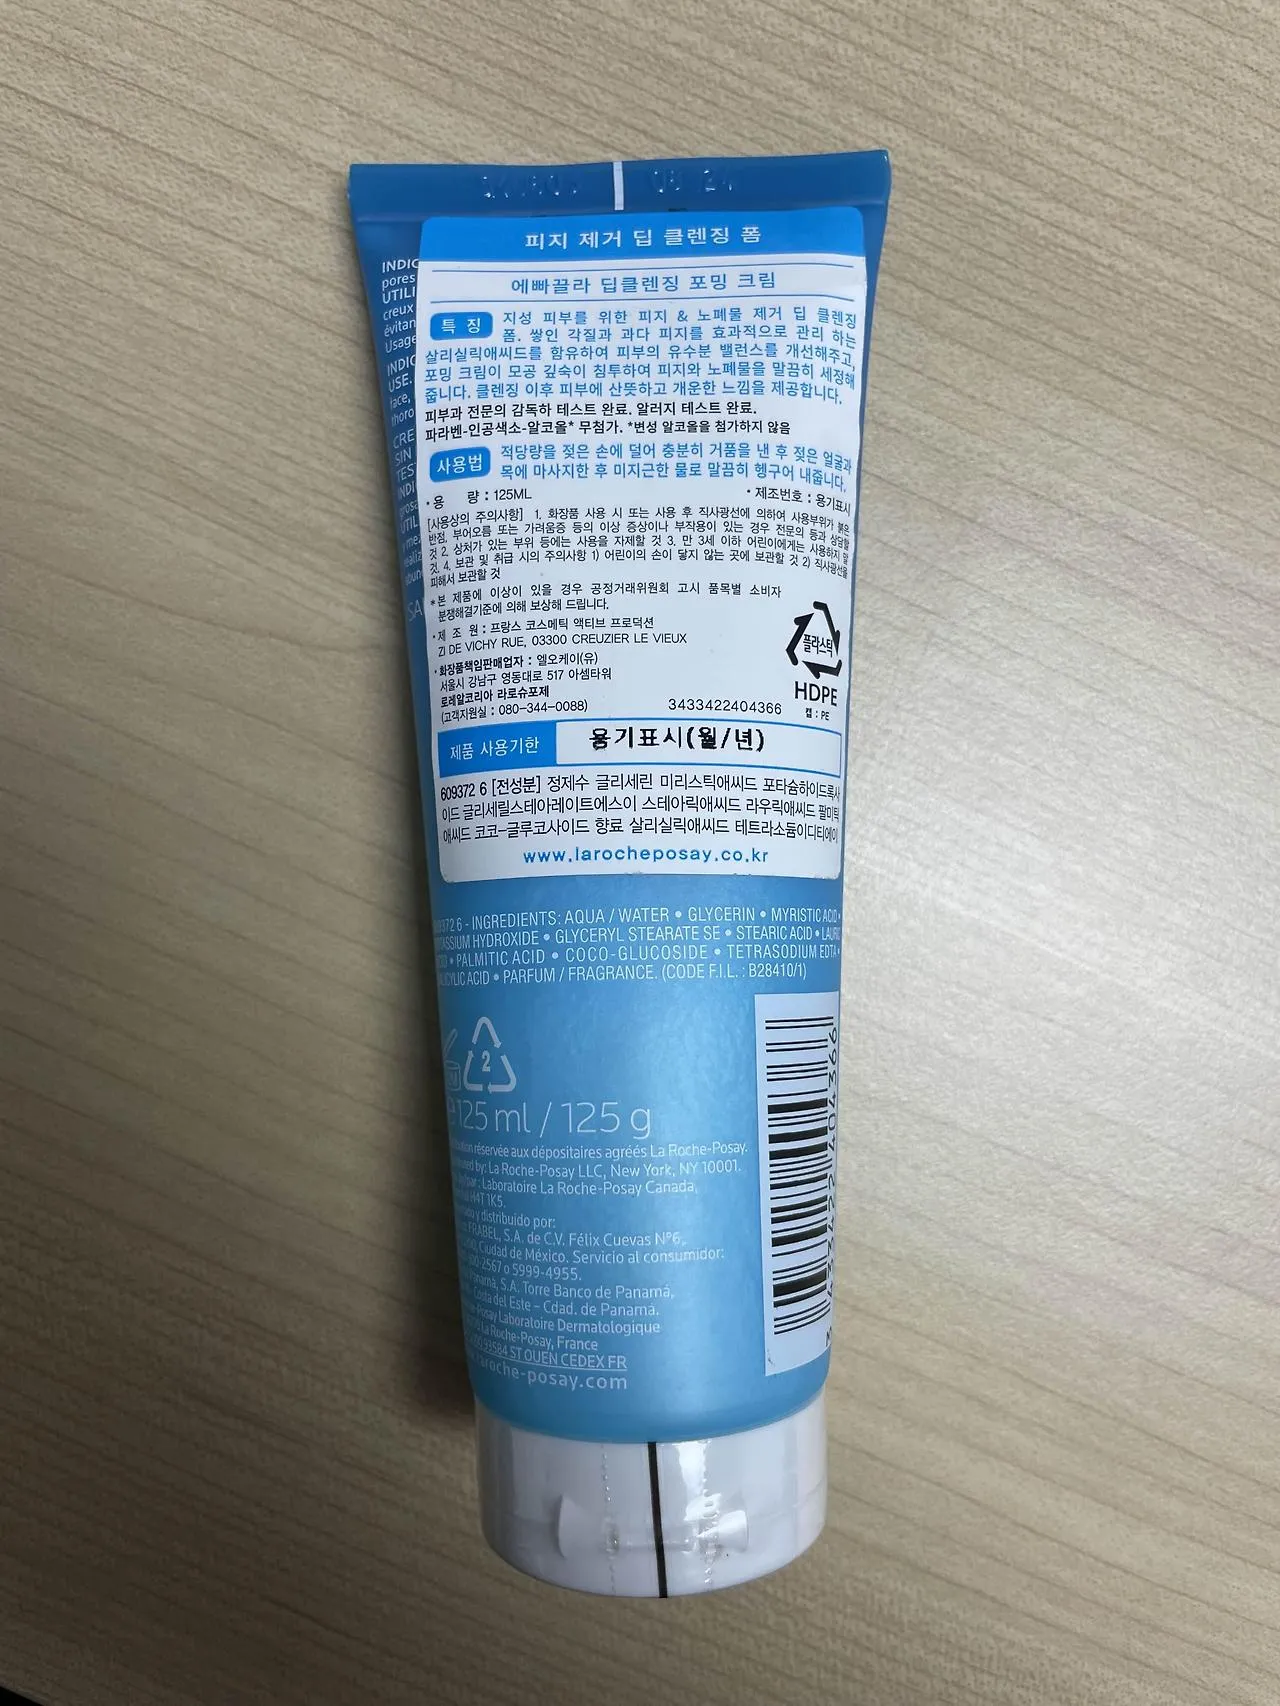 08 24
피지 제거 딥 클렌징 폼
에빠끌라 딥클렌징 포밍 크림
특 징
지성 피부를 위한 피지 & 노폐물 제거 딥 클렌징
폼. 쌓인 각질과 과다 피지를 효과적으로 관리 하는
살리실릭애씨드를 함유하여 피부의 유수분 밸런스를 개선해주고,
포밍 크림이 모공 깊숙이 침투하여 피지와 노폐물을 말끔히 세정해
줍니다. 클렌징 이후 피부에 산뜻하고 개운한 느낌을 제공합니다.
피부과 전문의 감독하 테스트 완료. 알러지 테스트 완료.
파라벤-인공색소-알코올* 무첨가. *변성 알코올을 첨가하지 않음
사용법
적당량을 젖은 손에 덜어 충분히 거품을 낸 후 젖은 얼굴과
목에 마사지한 후 미지근한 물로 말끔히 헹구어 내줍니다.
·용 량 : 125ML
·제조번호 : 용기표시
[사용상의 주의사항] 1. 화장품 사용 시 또는 사용 후 직사광선에 의하여 사용부위가 붉은
반점, 부어오름 또는 가려움증 등의 이상 증상이나 부작용이 있는 경우 전문의 등과 상담할
것 2. 상처가 있는 부위 등에는 사용을 자제할 것 3. 만 3세 이하 어린이에게는 사용하지 말
것. 4. 보관 및 취급 시의 주의사항 1) 어린이의 손이 닿지 않는 곳에 보관할 것 2) 직사광선을
피해서 보관할 것
*본 제품에 이상이 있을 경우 공정거래위원회 고시 품목별 소비자
분쟁해결기준에 의해 보상해 드립니다.
·제 조 원 : 프랑스 코스메틱 액티브 프로덕션
ZI DE VICHY RUE, 03300 CREUZIER LE VIEUX
·화장품책임판매업자 : 엘오케이(유)
서울시 강남구 영동대로 517 아셈타워
로레알코리아 라로슈포제
(고객지원실 : 080-344-0088)
3433422404366
플라스틱
HDPE
캡 : PE
제품 사용기한
용기표시(월/년)
609372 6 [전성분] 정제수 글리세린 미리스틱애씨드 포타슘하이드록사
이드 글리세릴스테아레이트에스이 스테아릭애씨드 라우릭애씨드 팔미틱
애씨드 코코-글루코사이드 향료 살리실릭애씨드 테트라소듐이디티에이
www.larocheposay.co.kr
INDIC
pores
UTILI
creux
évitan
Usage
INDIC
USE.
face,
thoro
CRE
SIN
TES
INDI
grosa
UTIL
SA
9372 6 - INGREDIENTS: AQUA / WATER • GLYCERIN • MYRISTIC ACID •
TASSIUM HYDROXIDE • GLYCERYL STEARATE SE • STEARIC ACID • LAURIC
• PALMITIC ACID • COCO-GLUCOSIDE • TETRASODIUM EDTA •
ALICYLIC ACID • PARFUM / FRAGRANCE. (CODE F.I.L. : B28410/1)
2
M
e125 ml / 125 g
bution réservée aux dépositaires agréés La Roche-Posay.
ed by: La Roche-Posay LLC, New York, NY 10001.
par : Laboratoire La Roche-Posay Canada,
H4T 1K5.
y distribuido por:
FRABEL, S.A. de C.V. Félix Cuevas N°6,
Ciudad de México. Servicio al consumidor:
-2567 o 5999-4955.
Panamá, S.A. Torre Banco de Panamá,
Costa del Este – Cdad. de Panamá.
-Posay Laboratoire Dermatologique
La Roche-Posay, France
93584 ST OUEN CEDEX FR
aroche-posay.com
3433422404366